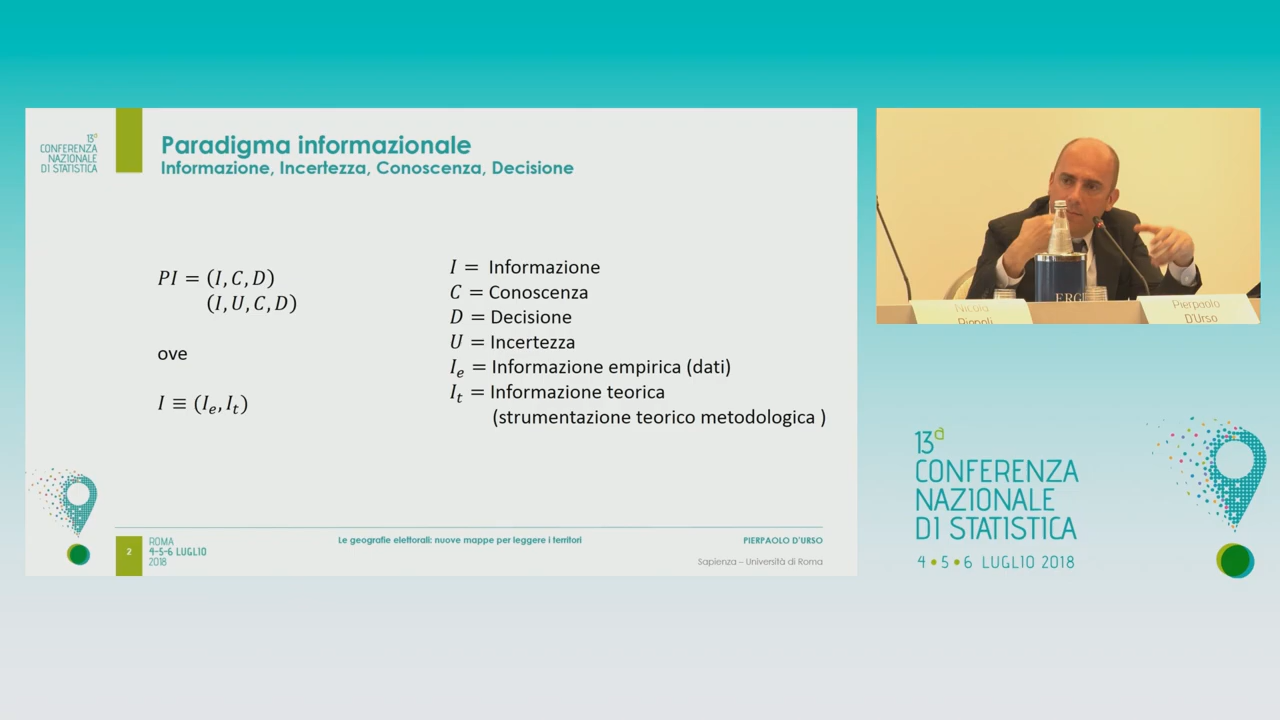 13a
CONFERENZA
NAZIONALE
DI STATISTICA
Paradigma informazionale
Informazione, Incertezza, Conoscenza, Decisione
PI = (I, C, D)
(I, U, C, D)
ove
I ≡ (Iₑ, Iₜ)
I = Informazione
C = Conoscenza
D = Decisione
U = Incertezza
Iₑ = Informazione empirica (dati)
Iₜ = Informazione teorica
(strumentazione teorico metodologica )
2
ROMA
4-5-6 LUGLIO
2018
Le geografie elettorali: nuove mappe per leggere i territori
PIERPAOLO D'URSO
Sapienza – Università di Roma
Nicola
Piepoli
Pierpaolo
D'Urso
13a
CONFERENZA
NAZIONALE
DI STATISTICA
4 • 5 • 6 LUGLIO 2018